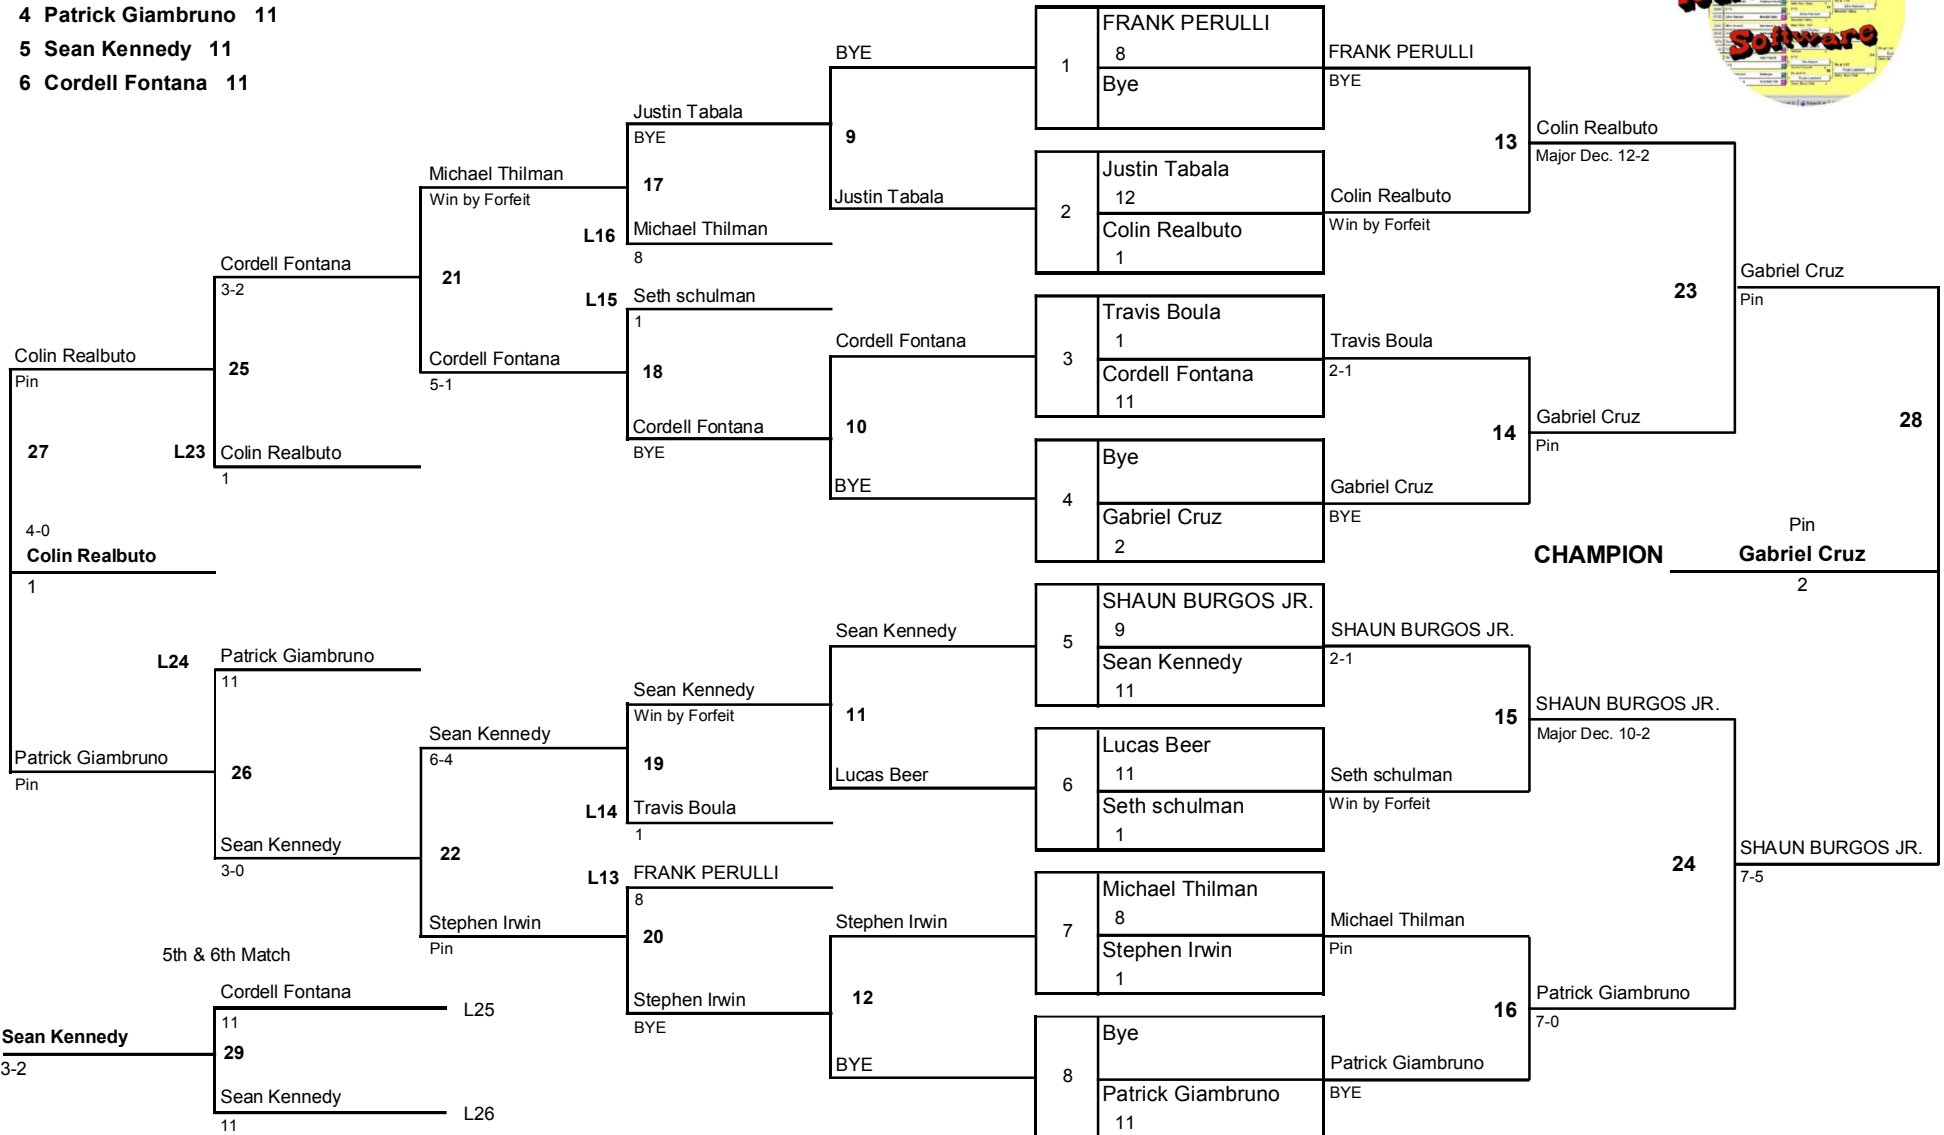 4 Patrick Giambruno 11
5 Sean Kennedy 11
6 Cordell Fontana 11
Software
BYE
1
FRANK PERULLI
8
Bye
FRANK PERULLI
BYE
Justin Tabala
BYE
9
13
Colin Realbuto
Major Dec. 12-2
Michael Thilman
Win by Forfeit
17
Justin Tabala
2
Justin Tabala
12
Colin Realbuto
1
Colin Realbuto
Win by Forfeit
L16
Michael Thilman
8
Cordell Fontana
3-2
21
Gabriel Cruz
Pin
23
L15
Seth schulman
1
Travis Boula
1
3
Cordell Fontana
11
Travis Boula
2-1
Cordell Fontana
Colin Realbuto
Pin
25
Cordell Fontana
5-1
18
Cordell Fontana
BYE
10
14
Gabriel Cruz
Pin
28
27
L23
Colin Realbuto
1
BYE
Bye
4
Gabriel Cruz
2
Gabriel Cruz
BYE
4-0
Colin Realbuto
1
Pin
CHAMPION
Gabriel Cruz
2
SHAUN BURGOS JR.
9
5
Sean Kennedy
11
SHAUN BURGOS JR.
2-1
Sean Kennedy
L24
Patrick Giambruno
11
Sean Kennedy
Win by Forfeit
11
15
SHAUN BURGOS JR.
Major Dec. 10-2
Patrick Giambruno
Pin
26
Sean Kennedy
6-4
19
Lucas Beer
Lucas Beer
11
6
Seth schulman
1
Seth schulman
Win by Forfeit
L14
Travis Boula
1
Sean Kennedy
3-0
22
24
SHAUN BURGOS JR.
7-5
L13
FRANK PERULLI
8
Michael Thilman
8
7
Stephen Irwin
1
Michael Thilman
Pin
Stephen Irwin
Stephen Irwin
Pin
20
5th & 6th Match
Cordell Fontana
11
L25
Stephen Irwin
BYE
12
16
Patrick Giambruno
7-0
Sean Kennedy
3-2
29
Sean Kennedy
11
L26
BYE
Bye
8
Patrick Giambruno
11
Patrick Giambruno
BYE